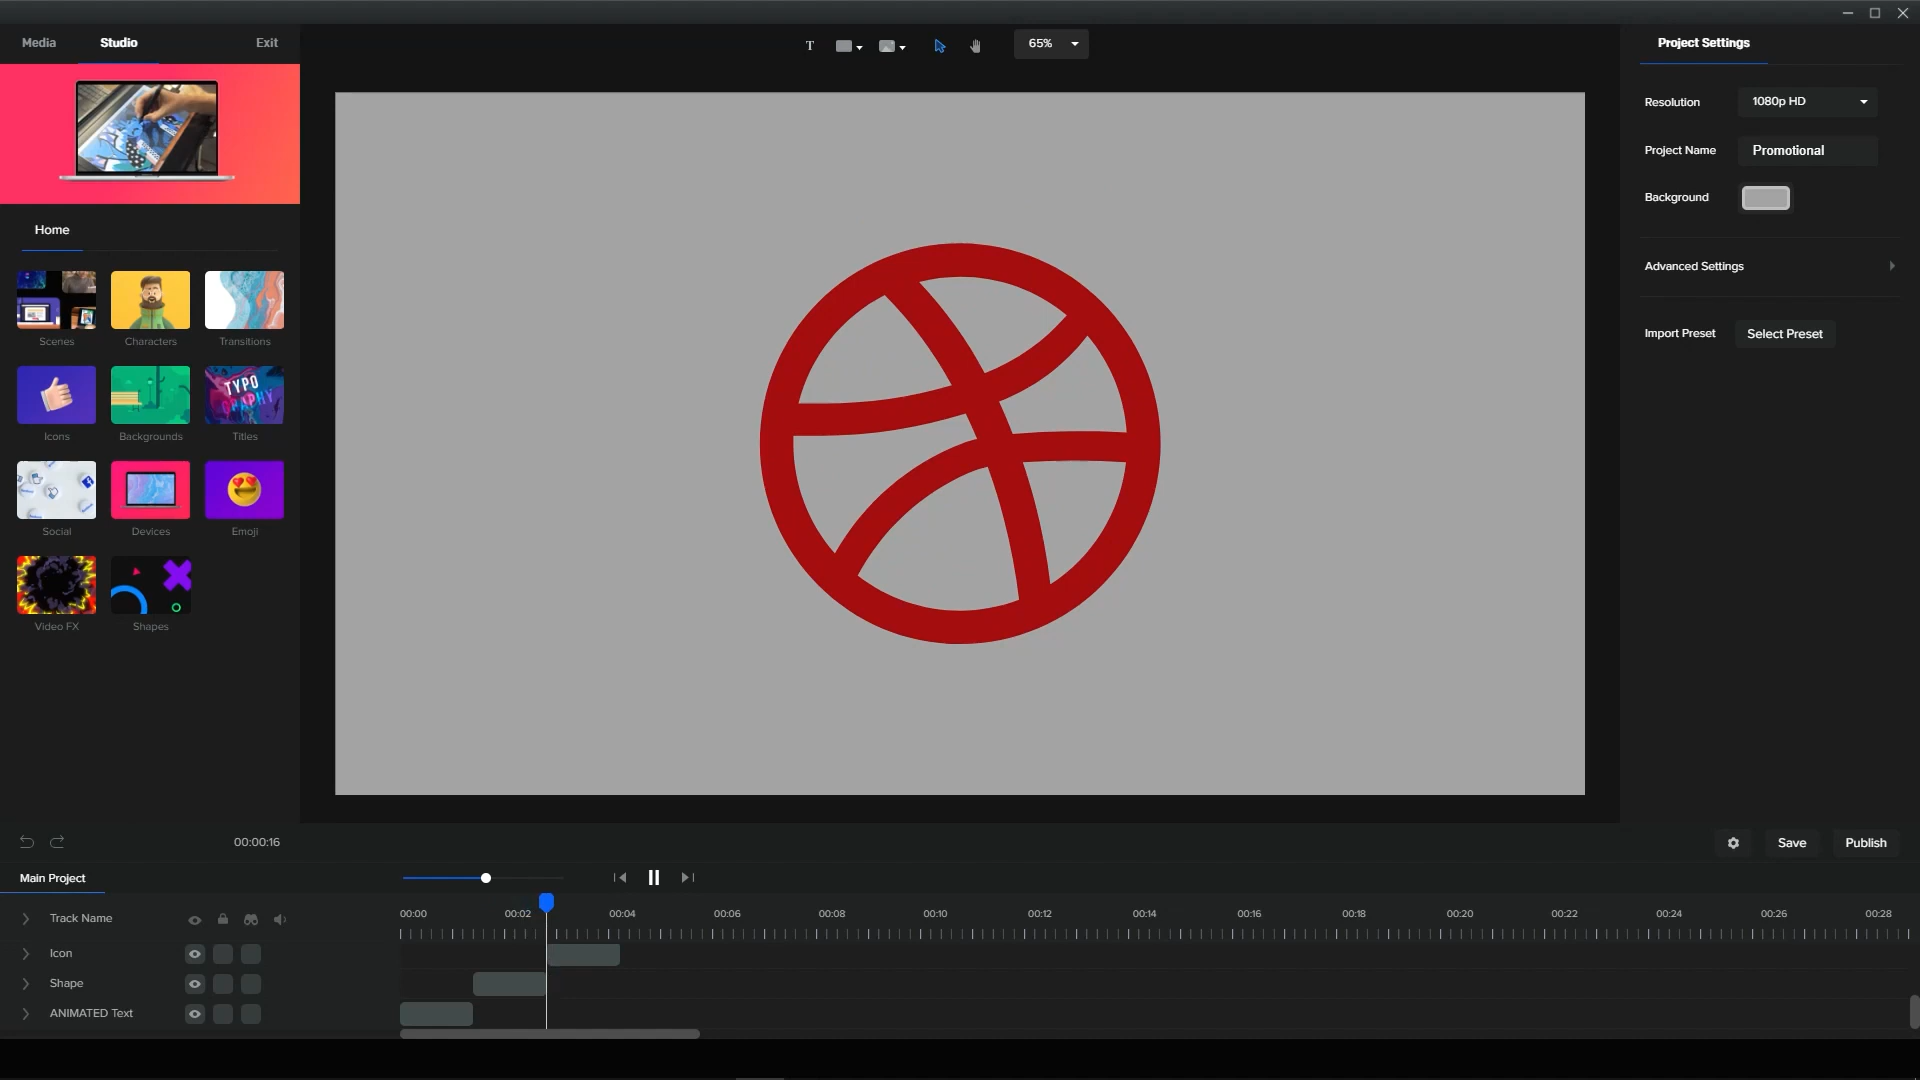 Media
Studio
Exit
T
65%
Project Settings
Resolution
1080p HD
Project Name
Promotional
Background
Advanced Settings
Import Preset
Select Preset
Home
Scenes
Characters
Transitions
TYPO
GRAPHY
Icons
Backgrounds
Titles
Social
Devices
Emoji
Video FX
Shapes
00:00:16
Save
Publish
Main Project
Track Name
00:00
00:02
00:04
00:06
00:08
00:10
00:12
00:14
00:16
00:18
00:20
00:22
00:24
00:26
00:28
Icon
Shape
ANIMATED Text